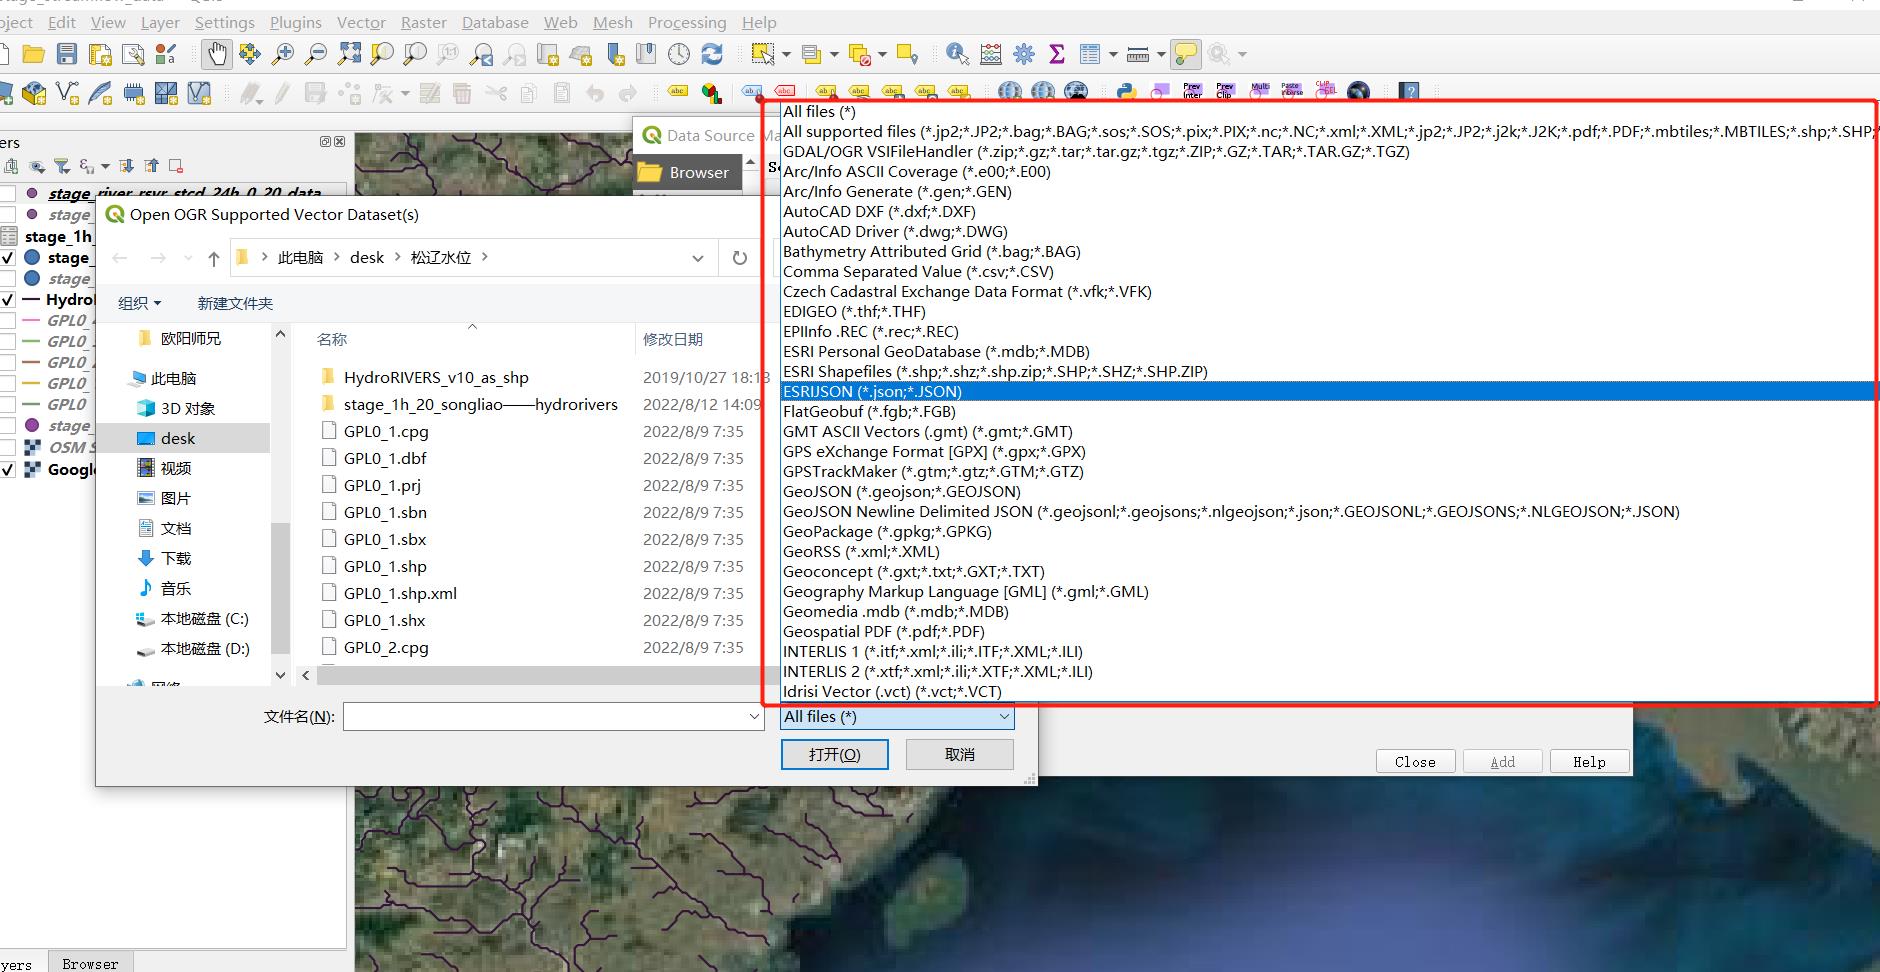 Edit View Layer Settings Plugins Vector Raster Database Web Mesh Processing Help
Data Source
Browser
stage_river_rsvr_stcd_24h_0_20_data
stage
stage_1h
stage_
stage
GPL0
GPL0
GPL0
GPL0
GPL0
stage_
OSM S
Google
Open OGR Supported Vector Dataset(s)
此电脑 > desk > 松辽水位 >
组织 新建文件夹
欧阳师兄
此电脑
3D 对象
desk
视频
图片
文档
下载
音乐
本地磁盘 (C:)
本地磁盘 (D:)
名称 修改日期
HydroRIVERS_v10_as_shp 2019/10/27 18:13
stage_1h_20_songliao——hydrorivers 2022/8/12 14:09
GPL0_1.cpg 2022/8/9 7:35
GPL0_1.dbf 2022/8/9 7:35
GPL0_1.prj 2022/8/9 7:35
GPL0_1.sbn 2022/8/9 7:35
GPL0_1.sbx 2022/8/9 7:35
GPL0_1.shp 2022/8/9 7:35
GPL0_1.shp.xml 2022/8/9 7:35
GPL0_1.shx 2022/8/9 7:35
GPL0_2.cpg 2022/8/9 7:35
All files (*)
All supported files (*.jp2;*.JP2;*.bag;*.BAG;*.sos;*.SOS;*.pix;*.PIX;*.nc;*.NC;*.xml;*.XML;*.jp2;*.JP2;*.j2k;*.J2K;*.pdf;*.PDF;*.mbtiles;*.MBTILES;*.shp;*.SHP;
GDAL/OGR VSIFileHandler (*.zip;*.gz;*.tar;*.tar.gz;*.tgz;*.ZIP;*.GZ;*.TAR;*.TAR.GZ;*.TGZ)
Arc/Info ASCII Coverage (*.e00;*.E00)
Arc/Info Generate (*.gen;*.GEN)
AutoCAD DXF (*.dxf;*.DXF)
AutoCAD Driver (*.dwg;*.DWG)
Bathymetry Attributed Grid (*.bag;*.BAG)
Comma Separated Value (*.csv;*.CSV)
Czech Cadastral Exchange Data Format (*.vfk;*.VFK)
EDIGEO (*.thf;*.THF)
EPIInfo .REC (*.rec;*.REC)
ESRI Personal GeoDatabase (*.mdb;*.MDB)
ESRI Shapefiles (*.shp;*.shz;*.shp.zip;*.SHP;*.SHZ;*.SHP.ZIP)
ESRIJSON (*.json;*.JSON)
FlatGeobuf (*.fgb;*.FGB)
GMT ASCII Vectors (.gmt) (*.gmt;*.GMT)
GPS eXchange Format [GPX] (*.gpx;*.GPX)
GPSTrackMaker (*.gtm;*.gtz;*.GTM;*.GTZ)
GeoJSON (*.geojson;*.GEOJSON)
GeoJSON Newline Delimited JSON (*.geojsonl;*.geojsons;*.nlgeojson;*.json;*.GEOJSONL;*.GEOJSONS;*.NLGEOJSON;*.JSON)
GeoPackage (*.gpkg;*.GPKG)
GeoRSS (*.xml;*.XML)
Geoconcept (*.gxt;*.txt;*.GXT;*.TXT)
Geography Markup Language [GML] (*.gml;*.GML)
Geomedia .mdb (*.mdb;*.MDB)
Geospatial PDF (*.pdf;*.PDF)
INTERLIS 1 (*.itf;*.xml;*.ili;*.ITF;*.XML;*.ILI)
INTERLIS 2 (*.xtf;*.xml;*.ili;*.XTF;*.XML;*.ILI)
Idrisi Vector (.vct) (*.vct;*.VCT)
文件名(N): All files (*)
打开(O) 取消
Close Add Help
Browser